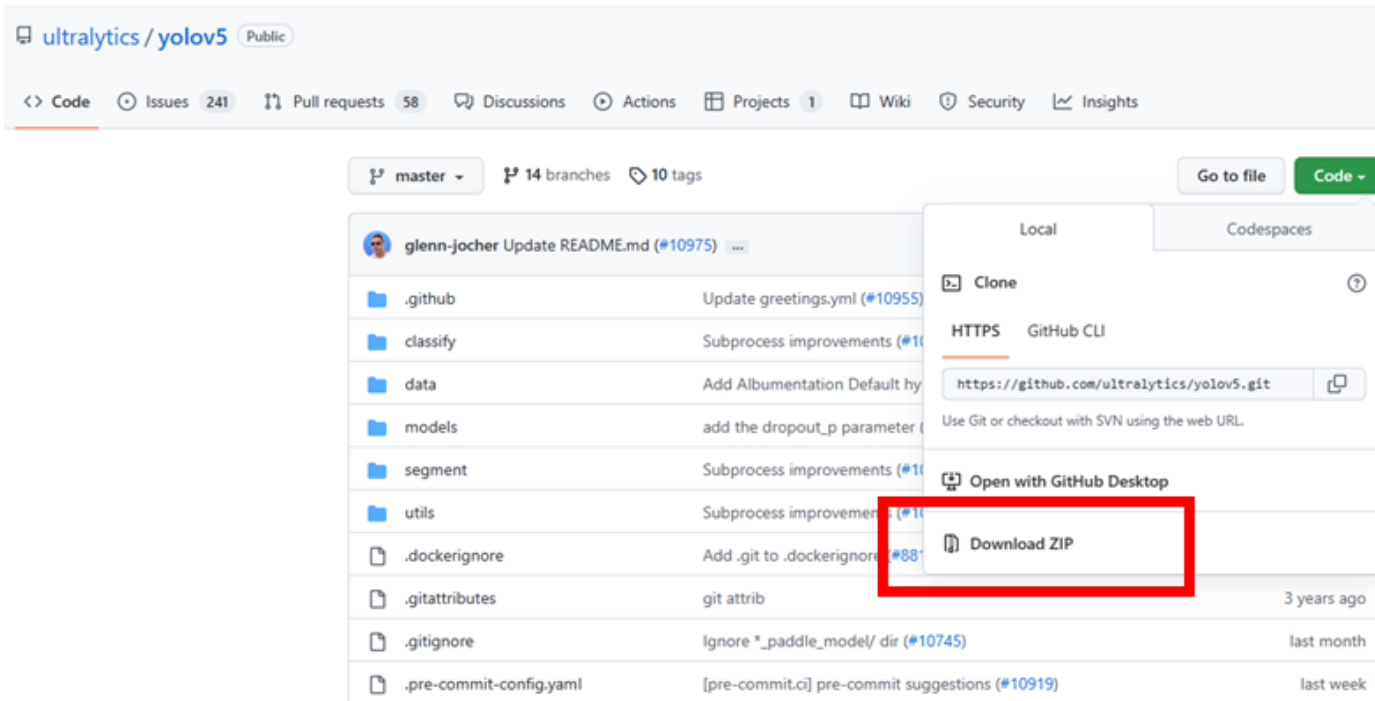 ultralytics / yolov5 Public
Code Issues 241 Pull requests 58 Discussions Actions Projects 1 Wiki Security Insights
master 14 branches 10 tags Go to file Code
Local Codespaces
glenn-jocher Update README.md (#10975) ...
Clone
.github Update greetings.yml (#10955)
HTTPS GitHub CLI
classify Subprocess improvements (#10
https://github.com/ultralytics/yolov5.git
data Add Albumentation Default hy
Use Git or checkout with SVN using the web URL.
models add the dropout_p parameter (
segment Subprocess improvements (#10
Open with GitHub Desktop
utils Subprocess improvements (#10
Download ZIP
.dockerignore Add .git to .dockerignore (#881
.gitattributes git attrib 3 years ago
.gitignore Ignore *_paddle_model/ dir (#10745) last month
.pre-commit-config.yaml [pre-commit.ci] pre-commit suggestions (#10919) last week